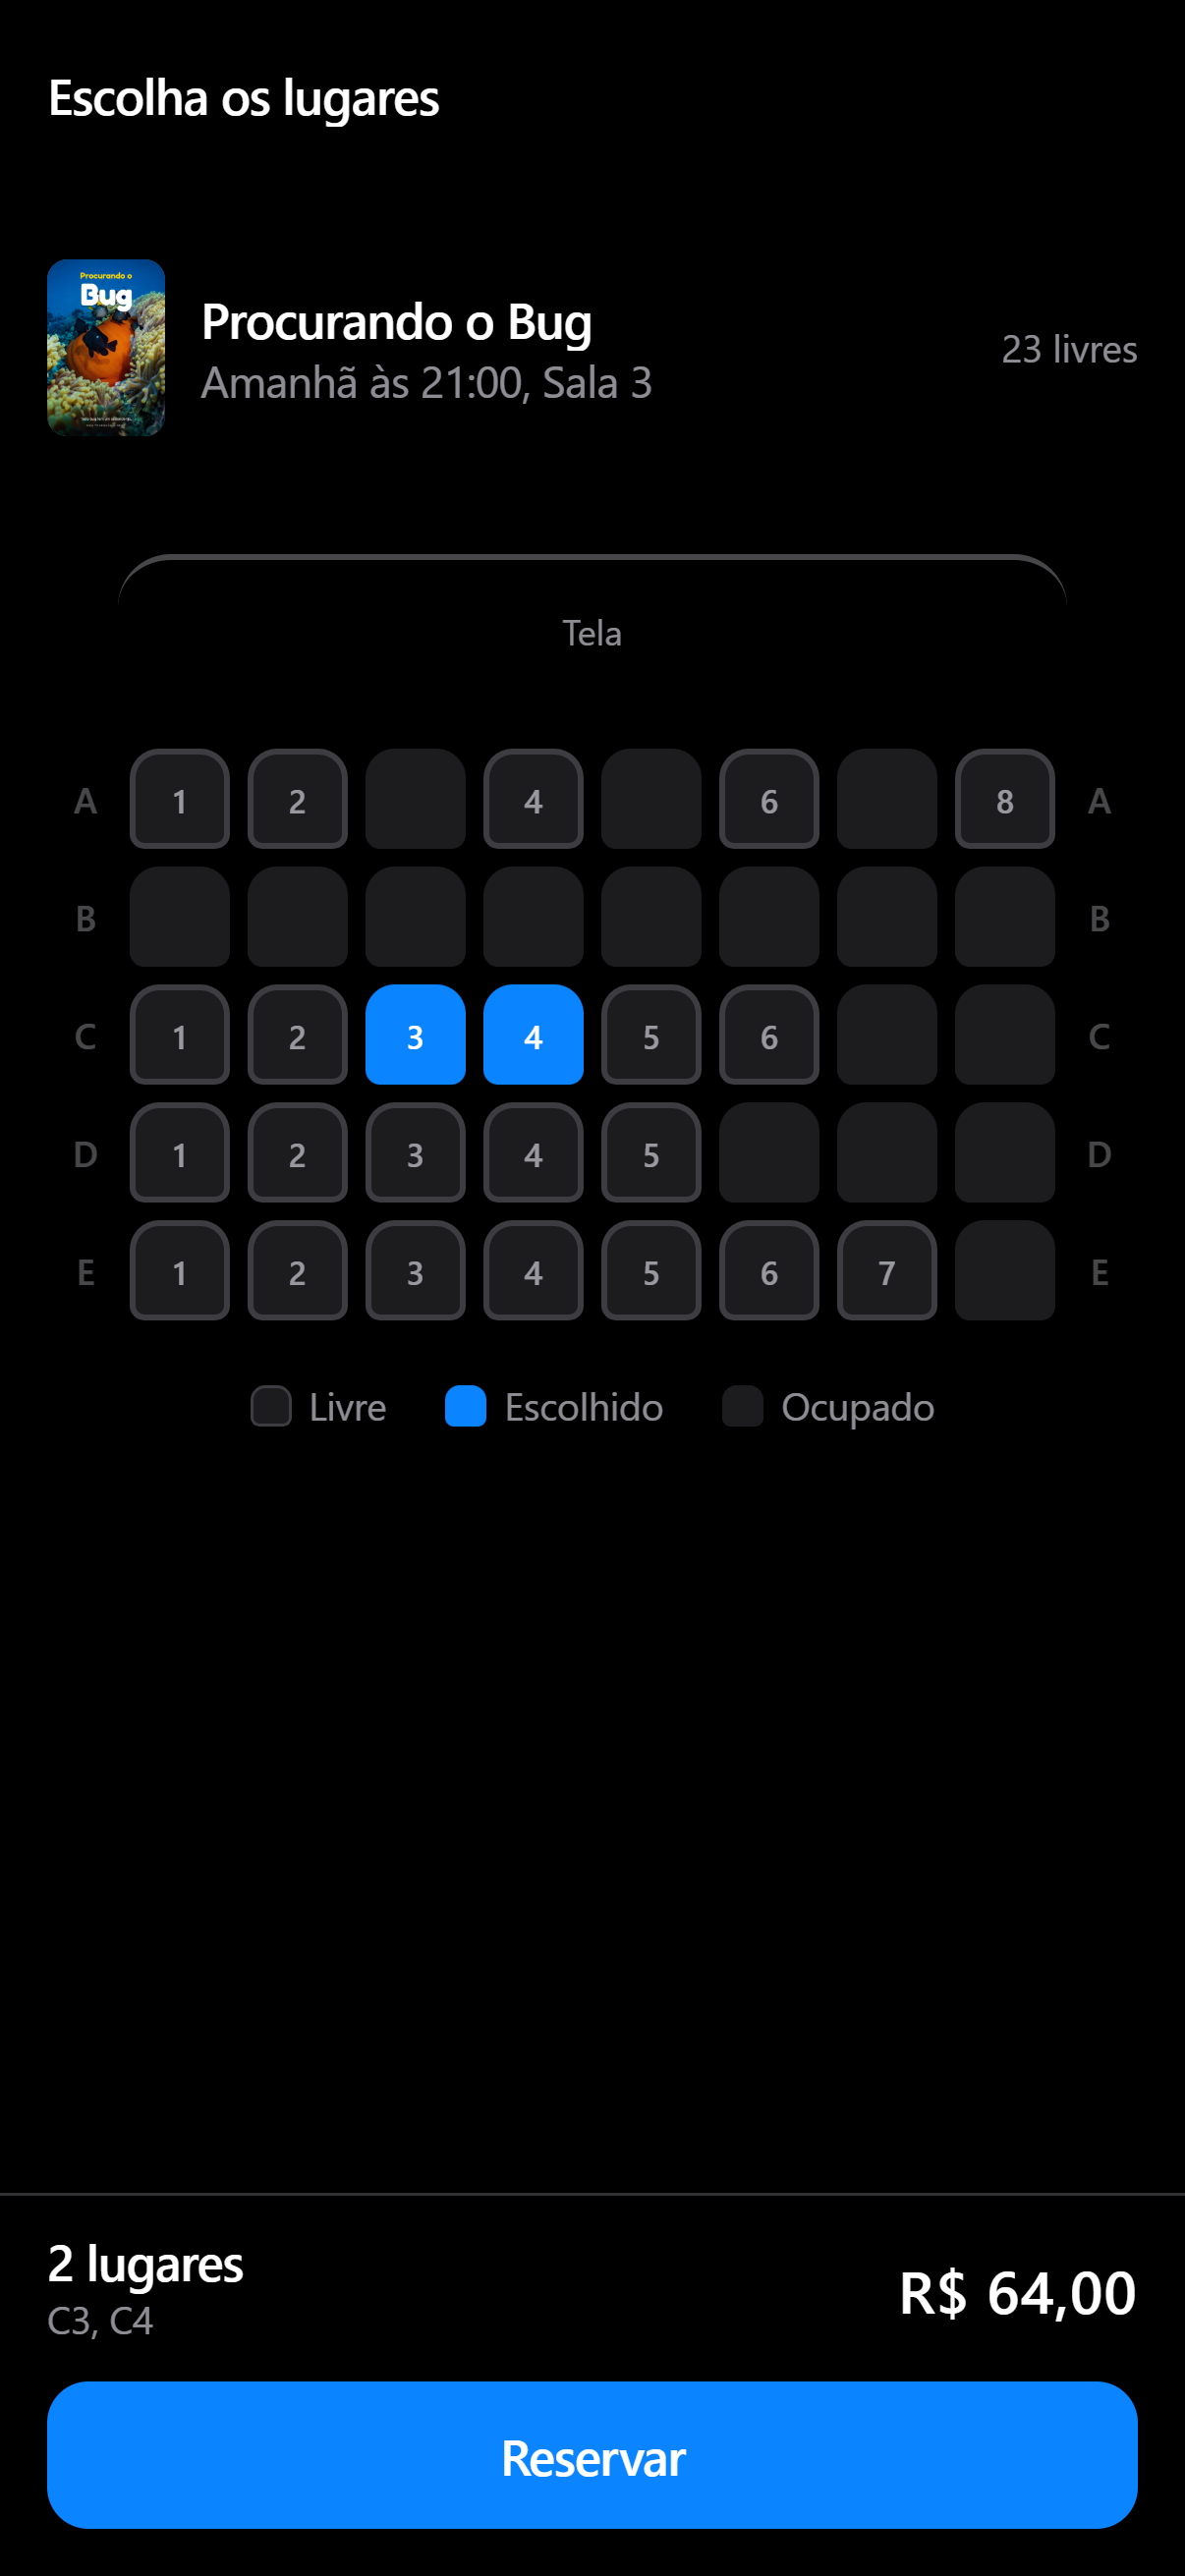 Escolha os lugares
Procurando o
Bug
Procurando o Bug
Amanhã às 21:00, Sala 3
23 livres
Tela
A 1 2 4 6 8 A
B B
C 1 2 3 4 5 6 C
D 1 2 3 4 5 D
E 1 2 3 4 5 6 7 E
Livre Escolhido Ocupado
2 lugares
C3, C4
R$ 64,00
Reservar